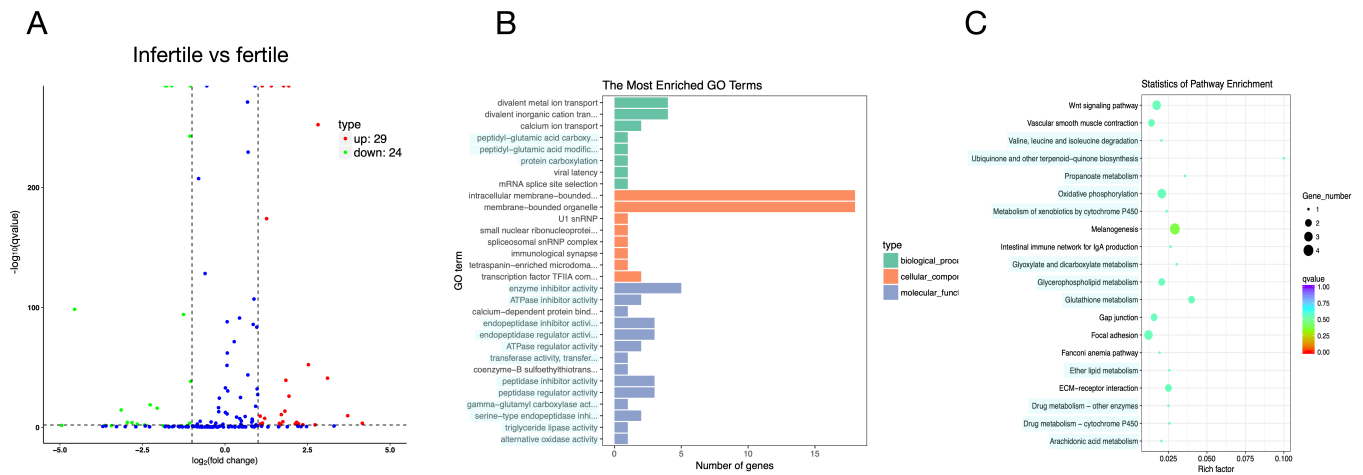 A
Infertile vs fertile
type
up: 29
down: 24
-log10(qvalue)
200
100
0
-5.0
-2.5
0.0
2.5
5.0
log2(fold change)
B
The Most Enriched GO Terms
GO term
divalent metal ion transport
divalent inorganic cation tran...
calcium ion transport
peptidyl-glutamic acid carboxy...
peptidyl-glutamic acid modific...
protein carboxylation
viral latency
mRNA splice site selection
intracellular membrane-bounded...
membrane-bounded organelle
U1 snRNP
small nuclear ribonucleoprotei...
spliceosomal snRNP complex
immunological synapse
tetraspanin-enriched microdoma...
transcription factor TFIIA com...
enzyme inhibitor activity
ATPase inhibitor activity
calcium-dependent protein bind...
endopeptidase inhibitor activi...
endopeptidase regulator activi...
ATPase regulator activity
transferase activity, transfer...
coenzyme-B sulfoethylthiotrans...
peptidase inhibitor activity
peptidase regulator activity
gamma-glutamyl carboxylase act...
serine-type endopeptidase inhi...
triglyceride lipase activity
alternative oxidase activity
0
5
10
15
Number of genes
type
biological_proc
cellular_compor
molecular_funct
C
Statistics of Pathway Enrichment
Wnt signaling pathway
Vascular smooth muscle contraction
Valine, leucine and isoleucine degradation
Ubiquinone and other terpenoid-quinone biosynthesis
Propanoate metabolism
Oxidative phosphorylation
Metabolism of xenobiotics by cytochrome P450
Melanogenesis
Intestinal immune network for IgA production
Glyoxylate and dicarboxylate metabolism
Glycerophospholipid metabolism
Glutathione metabolism
Gap junction
Focal adhesion
Fanconi anemia pathway
Ether lipid metabolism
ECM-receptor interaction
Drug metabolism - other enzymes
Drug metabolism - cytochrome P450
Arachidonic acid metabolism
0.025
0.050
0.075
0.100
Rich factor
Gene_number
1
2
3
4
qvalue
1.00
0.75
0.50
0.25
0.00